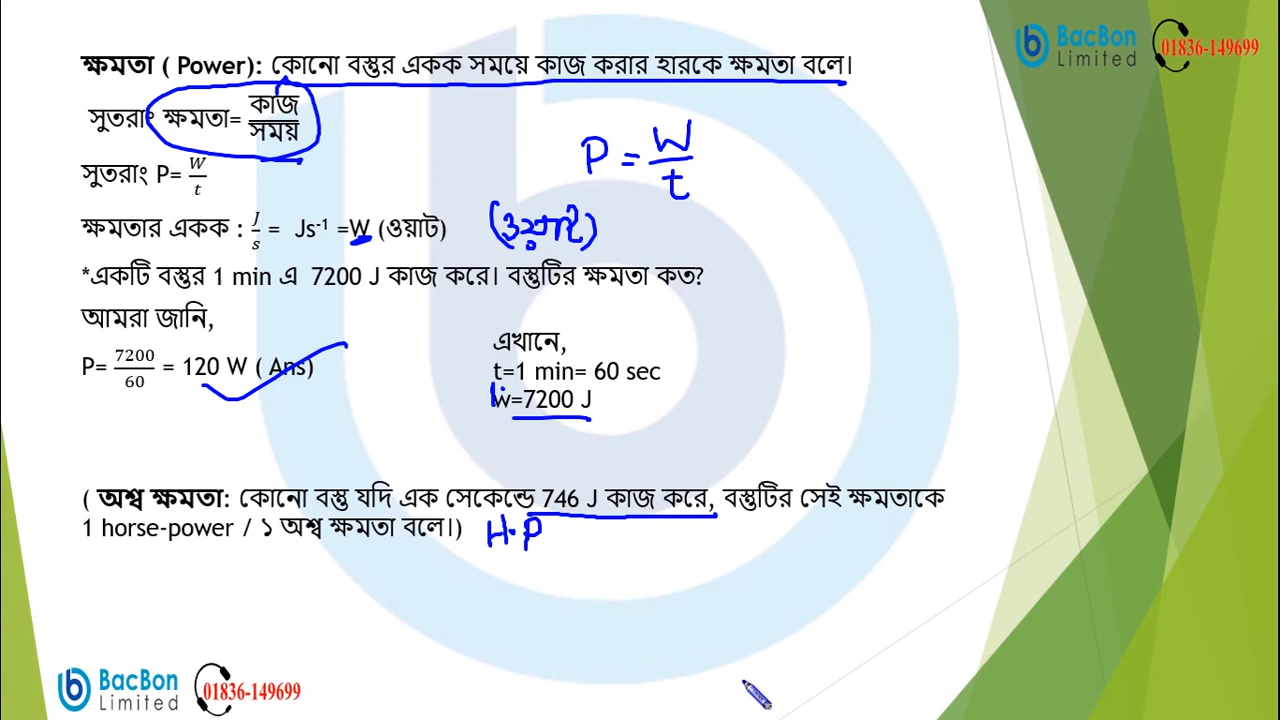 BacBon
Limited
01836-149699
ক্ষমতা ( Power): কোনো বস্তুর একক সময়ে কাজ করার হারকে ক্ষমতা বলে।
সুতরাং ক্ষমতা= কাজ/সময়
P = W/t
সুতরাং P= W/t
ক্ষমতার একক : J/s = Js⁻¹ =W (ওয়াট) (ওয়াট)
*একটি বস্তুর 1 min এ 7200 J কাজ করে। বস্তুটির ক্ষমতা কত?
আমরা জানি,
P= 7200/60 = 120 W ( Ans)
এখানে,
t=1 min= 60 sec
w=7200 J
( অশ্ব ক্ষমতা: কোনো বস্তু যদি এক সেকেন্ডে 746 J কাজ করে, বস্তুটির সেই ক্ষমতাকে
1 horse-power / ১ অশ্ব ক্ষমতা বলে।) H.P
BacBon
Limited
01836-149699